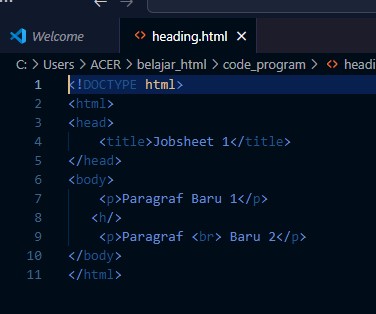 Welcome
<> heading.html ×
C: > Users > ACER > belajar_html > code_program > <> headi
1 <!DOCTYPE html>
2 <html>
3 <head>
4 <title>Jobsheet 1</title>
5 </head>
6 <body>
7 <p>Paragraf Baru 1</p>
8 <h/>
9 <p>Paragraf <br> Baru 2</p>
10 </body>
11 </html>